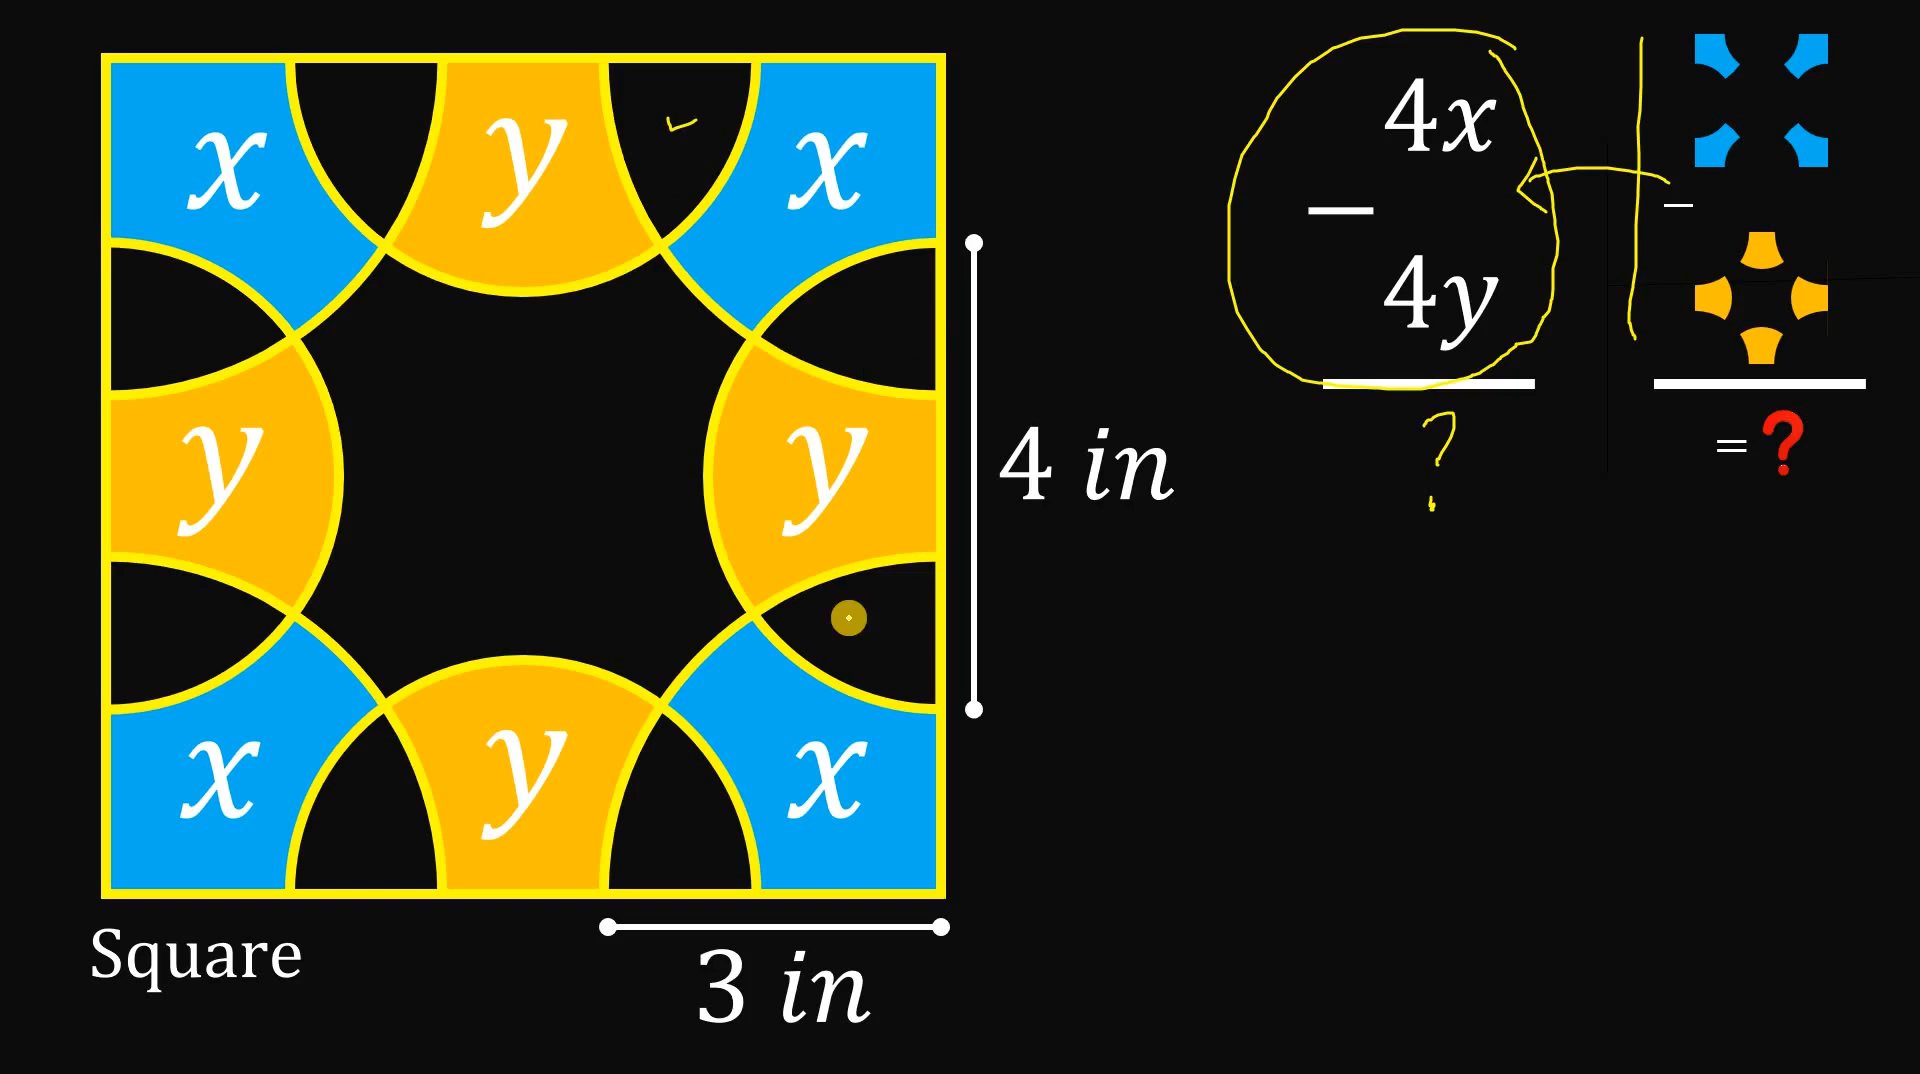 x y x
y y
x y x
4 in
3 in
Square
4x
−
4y
?
−
= ?